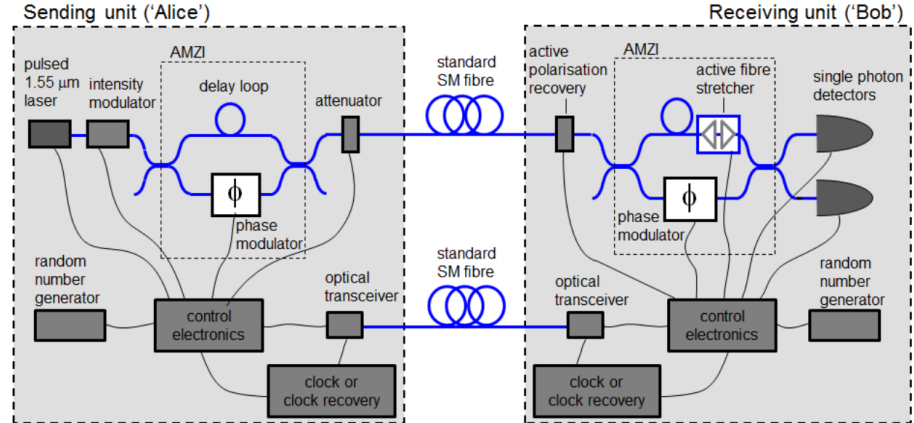 Sending unit (‘Alice’)
Receiving unit (‘Bob’)
pulsed
1.55 μm
laser
intensity
modulator
AMZI
delay loop
attenuator
ϕ
phase
modulator
random
number
generator
control
electronics
optical
transceiver
clock or
clock recovery
standard
SM fibre
standard
SM fibre
active
polarisation
recovery
AMZI
active fibre
stretcher
single photon
detectors
ϕ
phase
modulator
optical
transceiver
control
electronics
random
number
generator
clock or
clock recovery